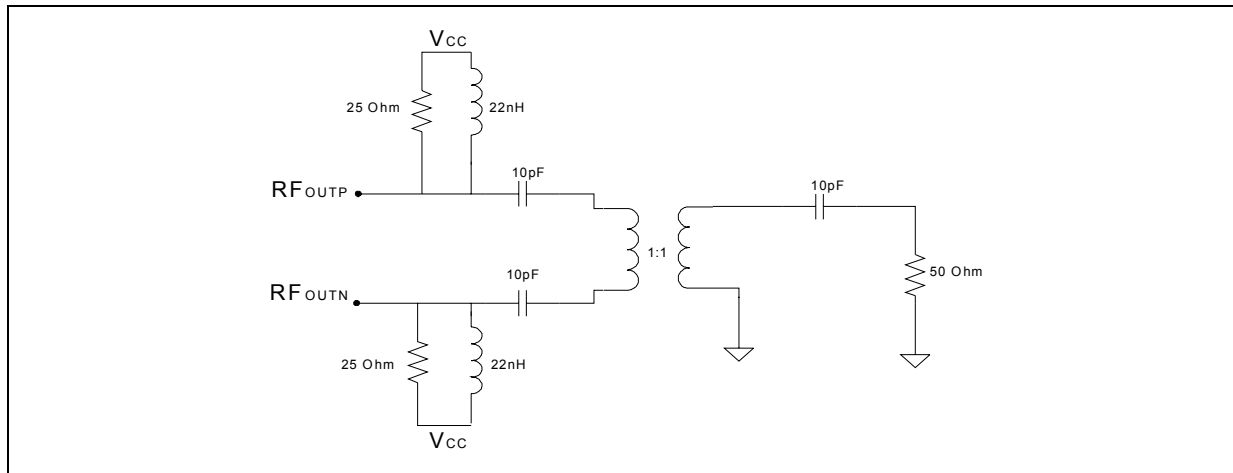 VCC
25 Ohm
22nH
10pF
10pF
RFOUTP
1:1
50 Ohm
10pF
RFOUTN
25 Ohm
22nH
VCC